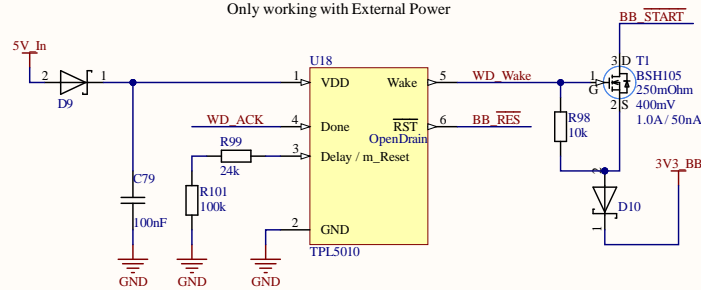 Only working with External Power
BB_START
5V_In
U18
3 D
T1
2
1
1
VDD
Wake
5
WD_Wake
1
G
BSH105
250mOhm
400mV
1.0A / 50nA
2 S
D9
WD_ACK
4
Done
RST
6
BB_RES
R98
10k
OpenDrain
R99
24k
3
Delay / m_Reset
3V3_BB
C79
100nF
R101
100k
2
D10
1
2
GND
TPL5010
GND
GND
GND